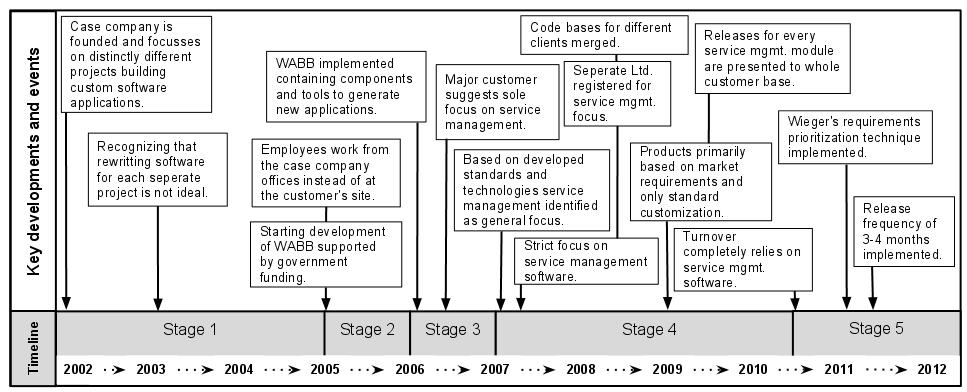 Key developments and events
Case company is
founded and focusses
on distinctly different
projects building
custom software
applications.
Recognizing that
rewritting software
for each seperate
project is not ideal.
WABB implemented
containing components
and tools to generate
new applications.
Employees work from
the case company
offices instead of at
the customer's site.
Starting development
of WABB supported
by government
funding.
Major customer
suggests sole
focus on service
management.
Based on developed
standards and
technologies service
management identified
as general focus.
Code bases for different
clients merged.
Seperate Ltd.
registered for
service mgmt.
focus.
Strict focus on
service management
software.
Releases for every
service mgmt. module
are presented to whole
customer base.
Products primarily
based on market
requirements and
only standard
customization.
Turnover
completely relies on
service mgmt.
software.
Wieger's requirements
prioritization technique
implemented.
Release
frequency of
3-4 months
implemented.
Timeline
Stage 1 Stage 2 Stage 3 Stage 4 Stage 5
2002 2003 2004 2005 2006 2007 2008 2009 2010 2011 2012